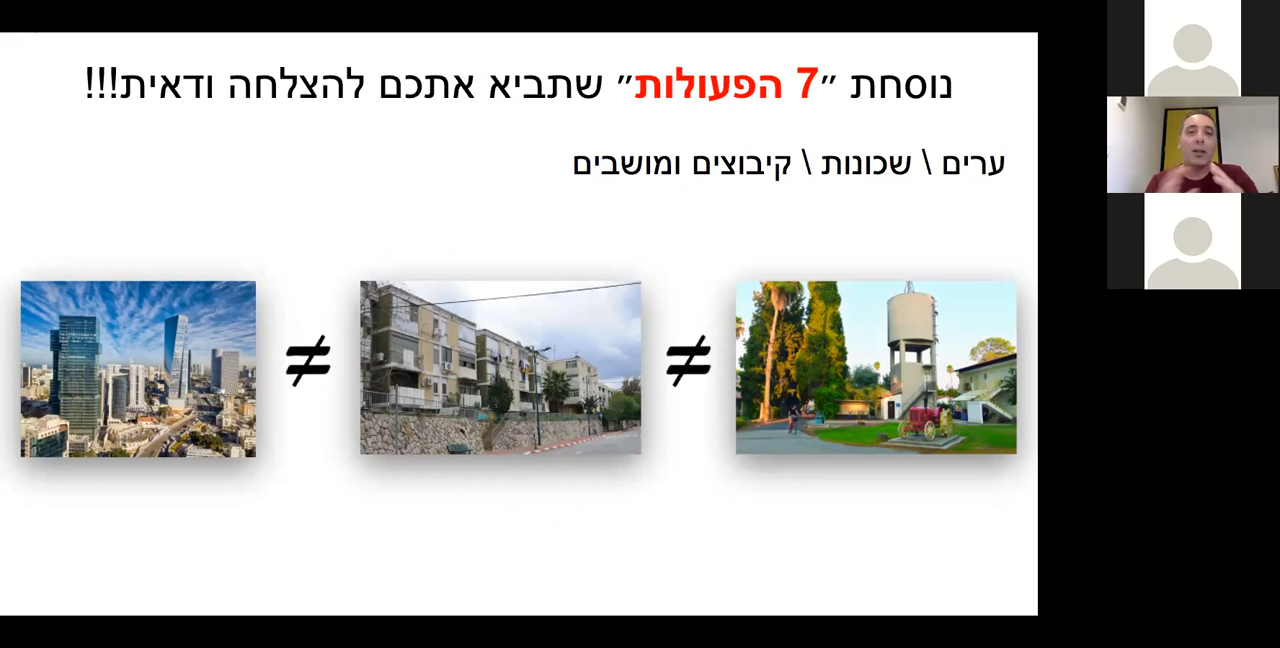 נוסחת ״7 הפעולות״ שתביא אתכם להצלחה ודאית!!!
ערים \ שכונות \ קיבוצים ומושבים
≠ ≠